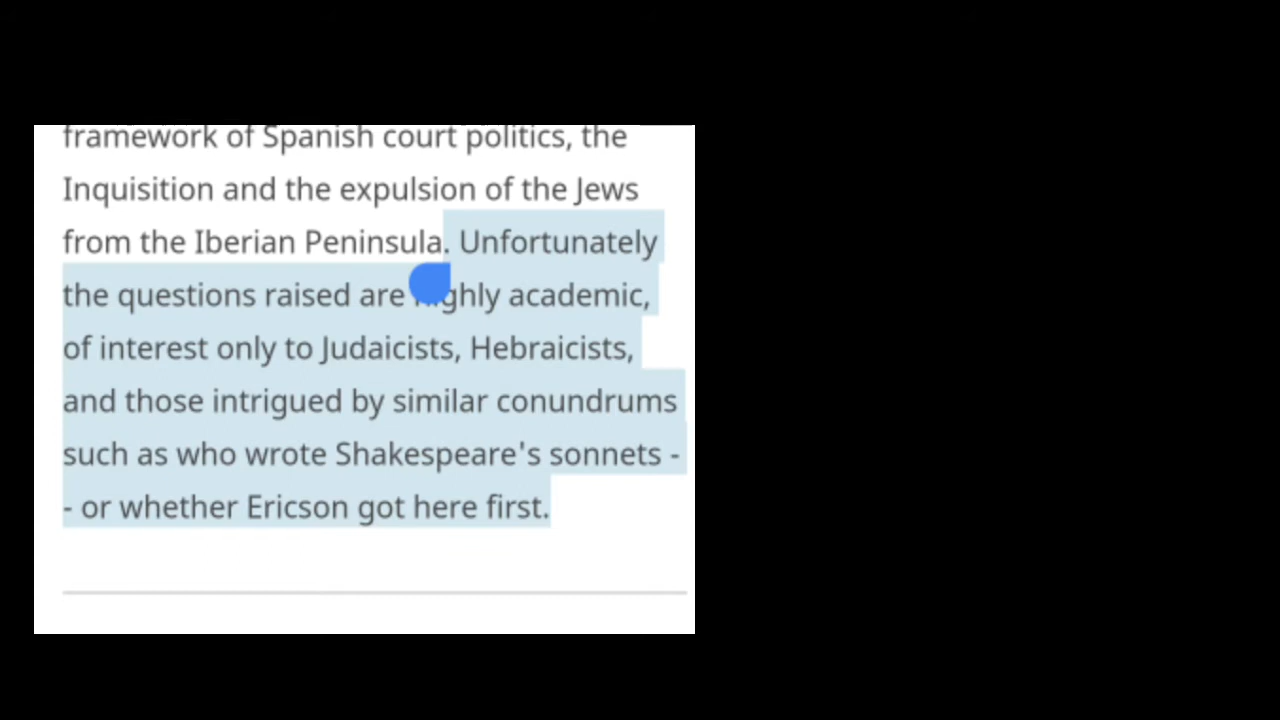 framework of Spanish court politics, the
Inquisition and the expulsion of the Jews
from the Iberian Peninsula. Unfortunately
the questions raised are highly academic,
of interest only to Judaicists, Hebraicists,
and those intrigued by similar conundrums
such as who wrote Shakespeare's sonnets -
- or whether Ericson got here first.